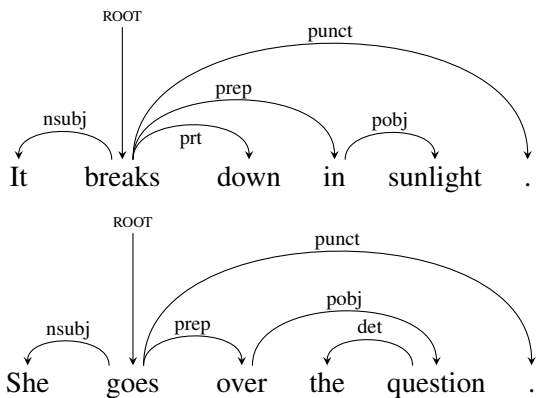 ROOT
punct
prep
nsubj
pobj
prt
It breaks down in sunlight .
ROOT
punct
pobj
nsubj prep det
She goes over the question .